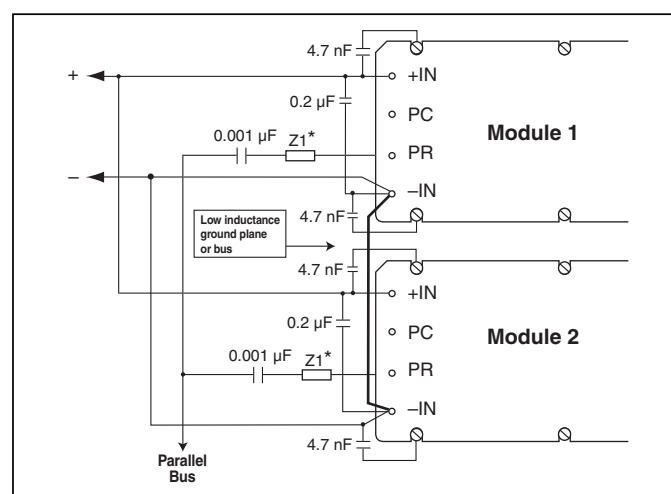 4.7 nF
+
+IN
0.2 µF
PC
Module 1
0.001 µF
Z1*
PR
–
–IN
Low inductance
ground plane
or bus
4.7 nF
4.7 nF
+IN
0.2 µF
PC
Module 2
0.001 µF
Z1*
PR
–IN
4.7 nF
Parallel
Bus